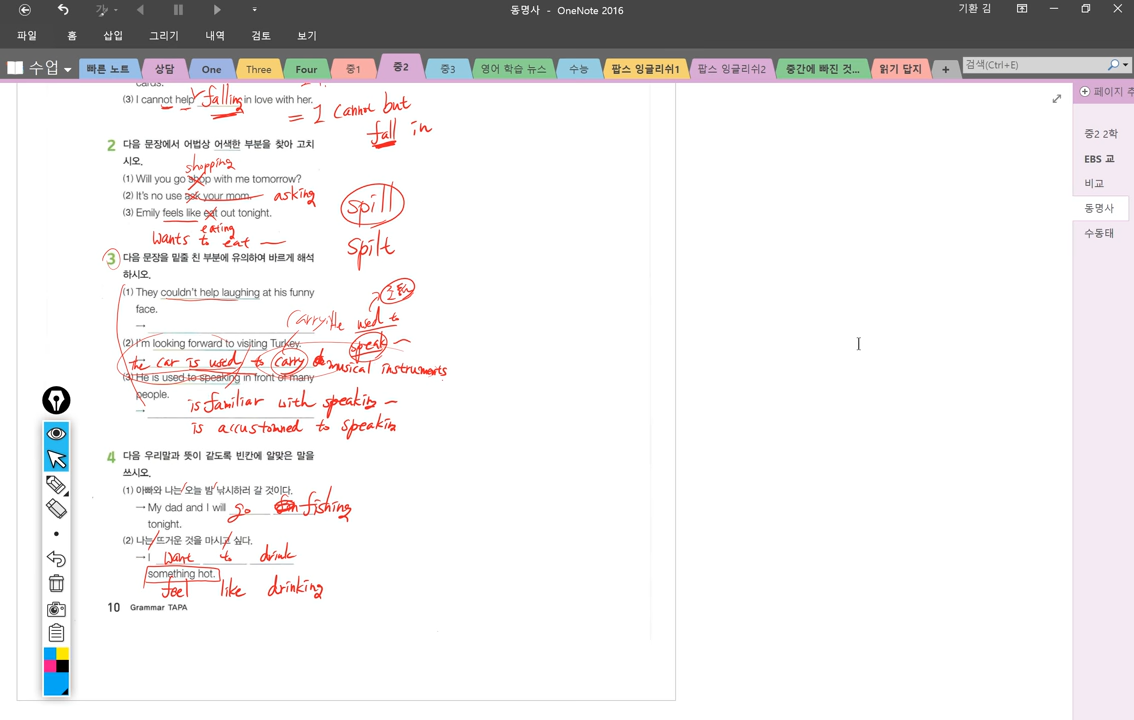 동명사 - OneNote 2016
기환 김
파일 홈 삽입 그리기 내역 검토 보기
수업 빠른 노트 상담 One Three Four 중1 중2 중3 영어 학습 뉴스 수능 팝스 잉글리쉬1 팝스 잉글리쉬2 중간에 빠진 것... 읽기 답지 + 검색(Ctrl+E)
페이지 추
중2 2학
EBS 교
비교
동명사
수동태
cards.
(3) I cannot help falling in love with her.
= I cannot but
fall in
2 다음 문장에서 어법상 어색한 부분을 찾아 고치
시오.
shopping
(1) Will you go shop with me tomorrow?
(2) It's no use ask your mom. asking
(3) Emily feels like eat out tonight.
eating
wants to eat
spill
spilt
3 다음 문장을 밑줄 친 부분에 유의하여 바르게 해석
하시오.
(1) They couldn't help laughing at his funny
face.
→
He used to
speak
(2) I'm looking forward to visiting Turkey.
→
the car is used to carry musical instruments
(3) He is used to speaking in front of many
people.
→
is familiar with speaking
is accustomned to speakin
4 다음 우리말과 뜻이 같도록 빈칸에 알맞은 말을
쓰시오.
(1) 아빠와 나는 오늘 밤 낚시하러 갈 것이다.
→ My dad and I will go fishing
tonight.
(2) 나는 뜨거운 것을 마시고 싶다.
→ I want to drink
something hot.
feel like drinking
10 Grammar TAPA